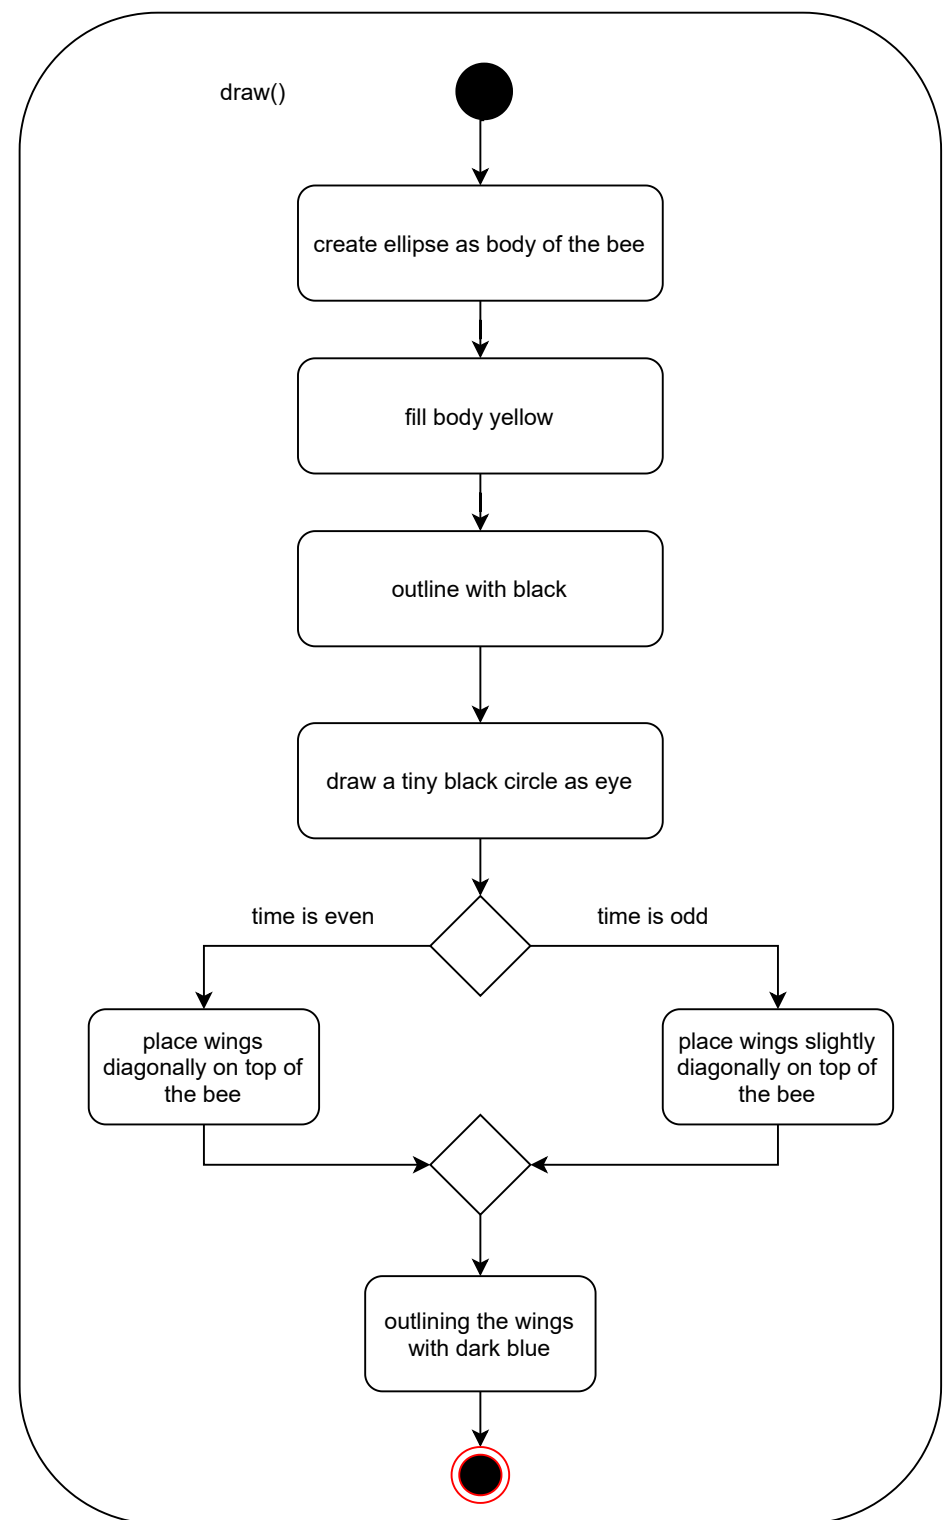 draw()
create ellipse as body of the bee
fill body yellow
outline with black
draw a tiny black circle as eye
time is even
time is odd
place wings
diagonally on top of
the bee
place wings slightly
diagonally on top of
the bee
outlining the wings
with dark blue